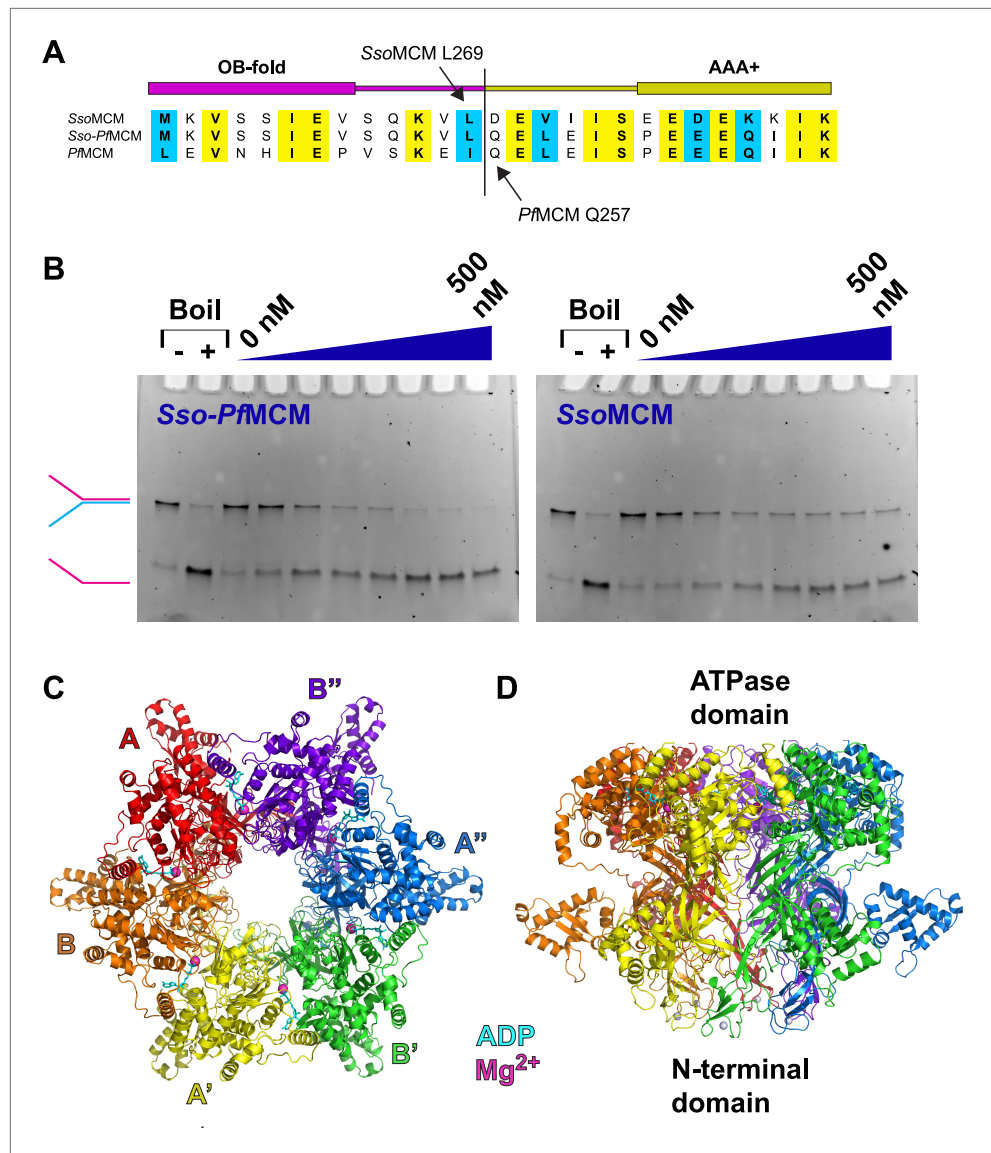 A
SsoMCM L269
OB-fold
AAA+
SsoMCM M K V S S I E V S Q K V L D E V I I S E E D E K K I K
Sso-PfMCM M K V S S I E V S Q K V L Q E L E I S P E E E Q I I K
PfMCM L E V N H I E P V S K E I Q E L E I S P E E E Q I I K
PfMCM Q257
B
Boil
- +
0 nM
500 nM
Sso-PfMCM
Boil
- +
0 nM
500 nM
SsoMCM
C
B”
A
A”
B
B’
A’
ADP
Mg2+
D
ATPase
domain
N-terminal
domain